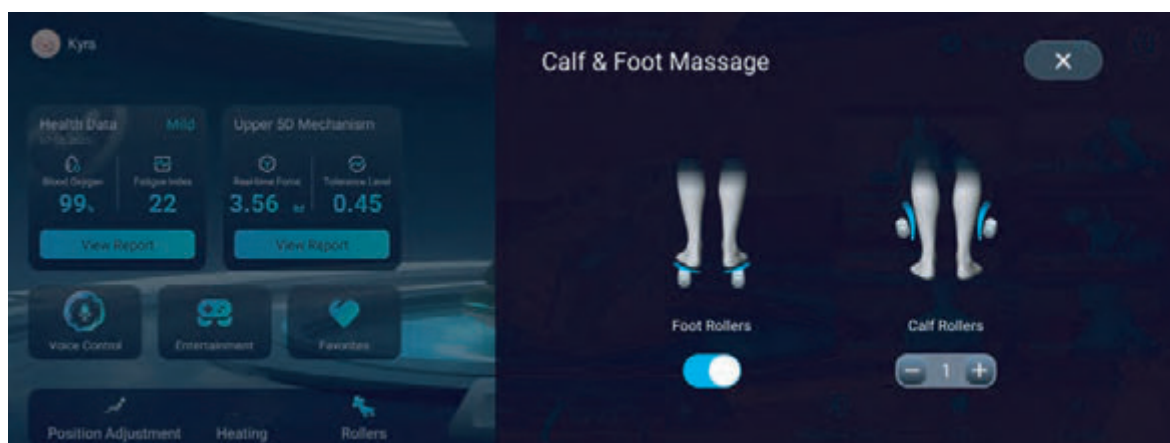 Kyra
Calf & Foot Massage
Health Data Mild
Upper 5D Mechanism
Blood Oxygen
Fatigue Index
Real-time Force
Tolerance Level
99%
22
3.56
0.45
View Report
View Report
Foot Rollers
Calf Rollers
1
Voice Control
Entertainment
Favorites
Position Adjustment
Heating
Rollers